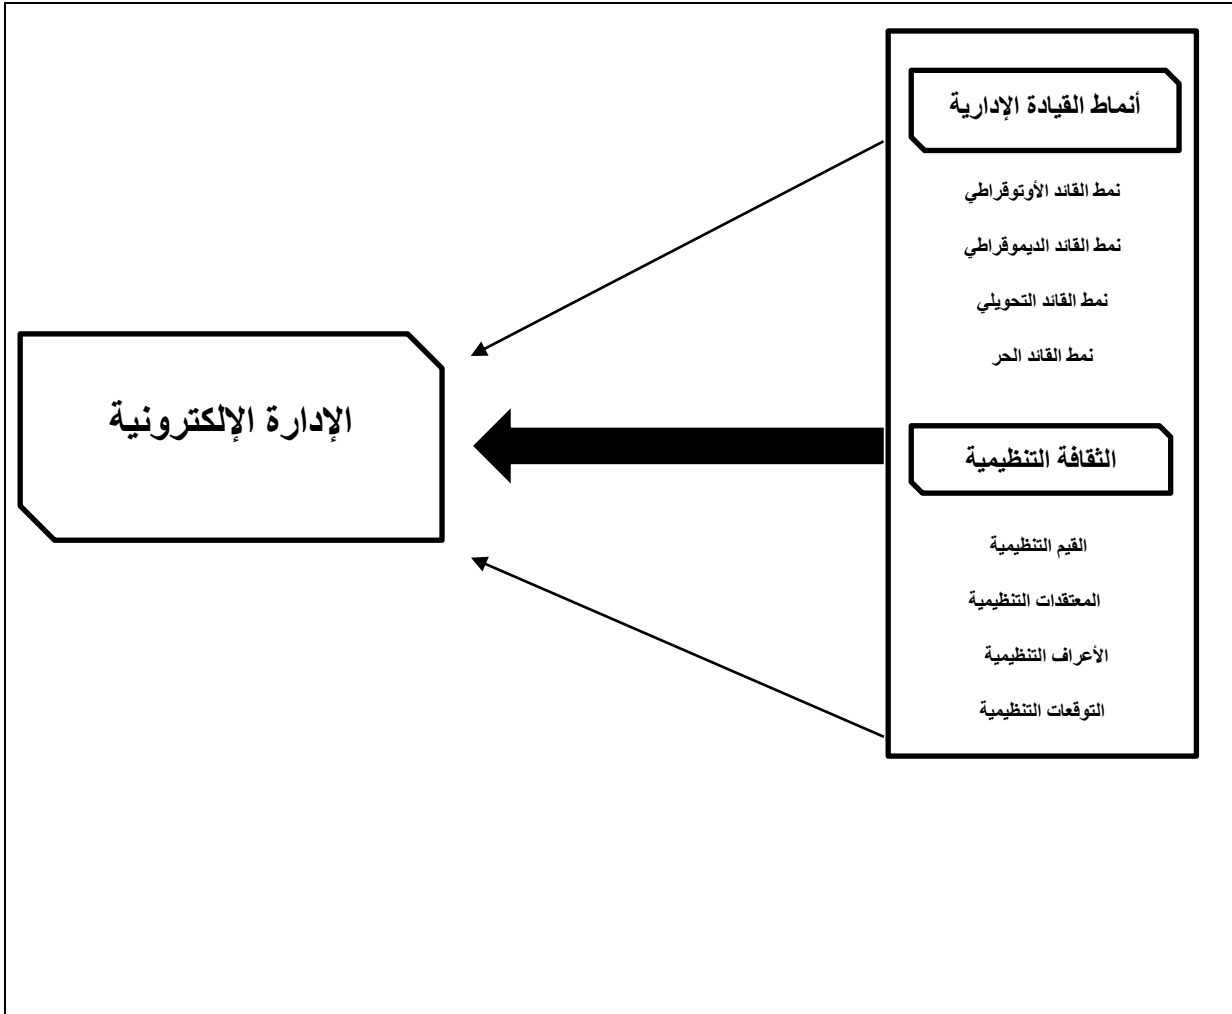 أنماط القيادة الإدارية
نمط القائد الأوتوقراطي
نمط القائد الديموقراطي
نمط القائد التحويلي
نمط القائد الحر
الثقافة التنظيمية
القيم التنظيمية
المعتقدات التنظيمية
الأعراف التنظيمية
التوقعات التنظيمية
الإدارة الإلكترونية